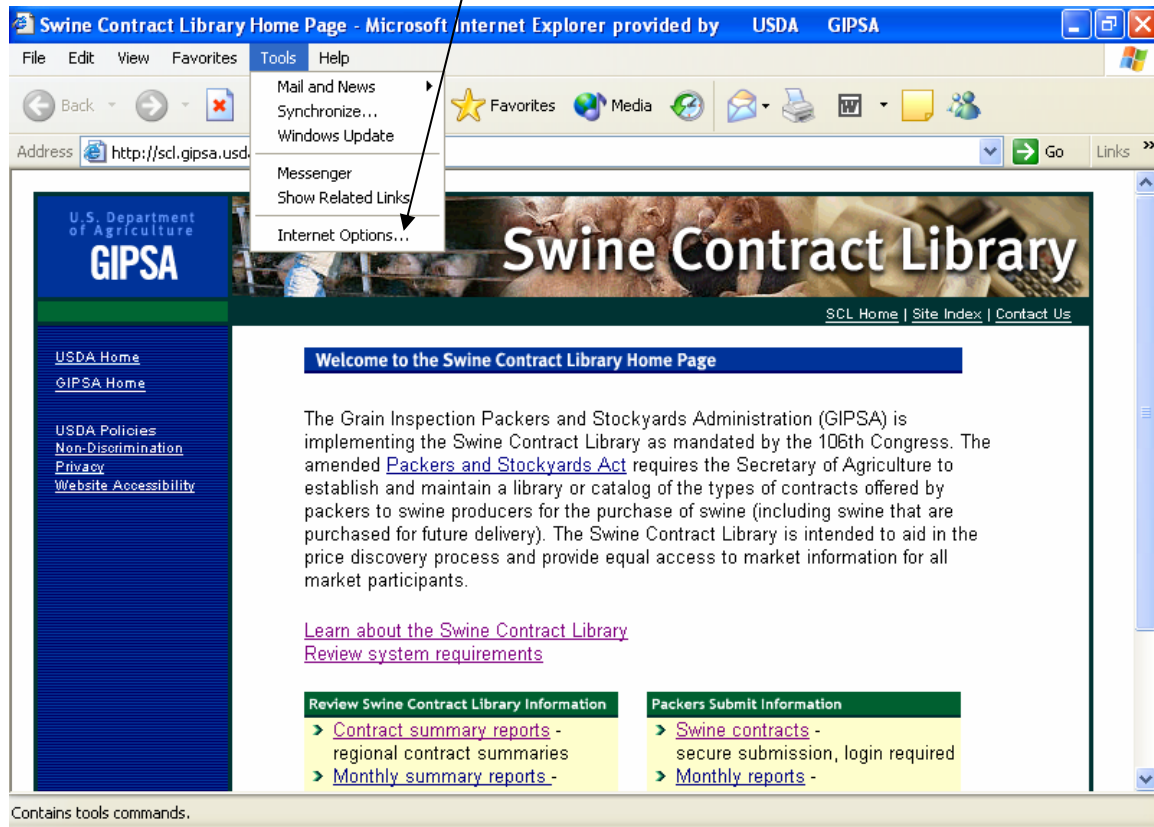 Swine Contract Library Home Page - Microsoft Internet Explorer provided by USDA GIPSA
File Edit View Favorites Tools Help
Back
Favorites Media
Address http://scl.gipsa.usd
Go Links »
Mail and News
Synchronize...
Windows Update
Messenger
Show Related Links
Internet Options...
U.S. Department
of Agriculture
GIPSA
Swine Contract Library
SCL Home | Site Index | Contact Us
USDA Home
GIPSA Home
USDA Policies
Non-Discrimination
Privacy
Website Accessibility
Welcome to the Swine Contract Library Home Page
The Grain Inspection Packers and Stockyards Administration (GIPSA) is
implementing the Swine Contract Library as mandated by the 106th Congress. The
amended Packers and Stockyards Act requires the Secretary of Agriculture to
establish and maintain a library or catalog of the types of contracts offered by
packers to swine producers for the purchase of swine (including swine that are
purchased for future delivery). The Swine Contract Library is intended to aid in the
price discovery process and provide equal access to market information for all
market participants.
Learn about the Swine Contract Library
Review system requirements
Review Swine Contract Library Information
> Contract summary reports -
regional contract summaries
> Monthly summary reports -
Packers Submit Information
> Swine contracts -
secure submission, login required
> Monthly reports -
Contains tools commands.